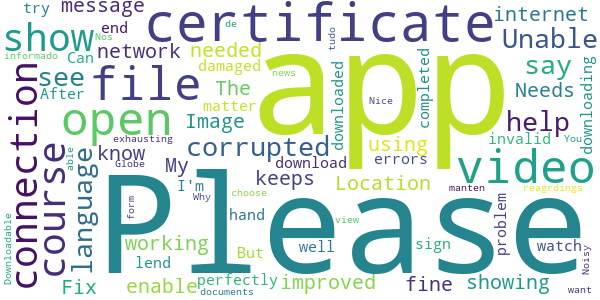 try message
certificate
internet
de
end
show
Nos
network
needed
Unable
informado
Can
see
The
damaged
say
After
file
matter
news
app
downloaded
completed
Needs
downloading
connection
open
Image
using
invalid
You
help
exhausting
corrupted
errors
tudo
Nice
course
language
able
know
My
Globe
download
video
I'm
Why
keeps
Location
choose
manten
reagrdings
Please
form
hand
view
sign
problem
Downloadable
working
But
well
watch
Noisy
lend
perfectly
improved
fine
showing
Fix
enable
documents
want